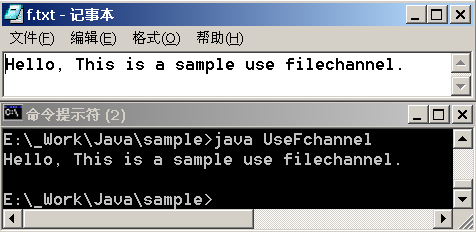 f.txt - 记事本
文件(F) 编辑(E) 格式(O) 帮助(H)
Hello, This is a sample use filechannel.
命令提示符 (2)
E:\_Work\Java\sample>java UseFchannel
Hello, This is a sample use filechannel.
E:\_Work\Java\sample>